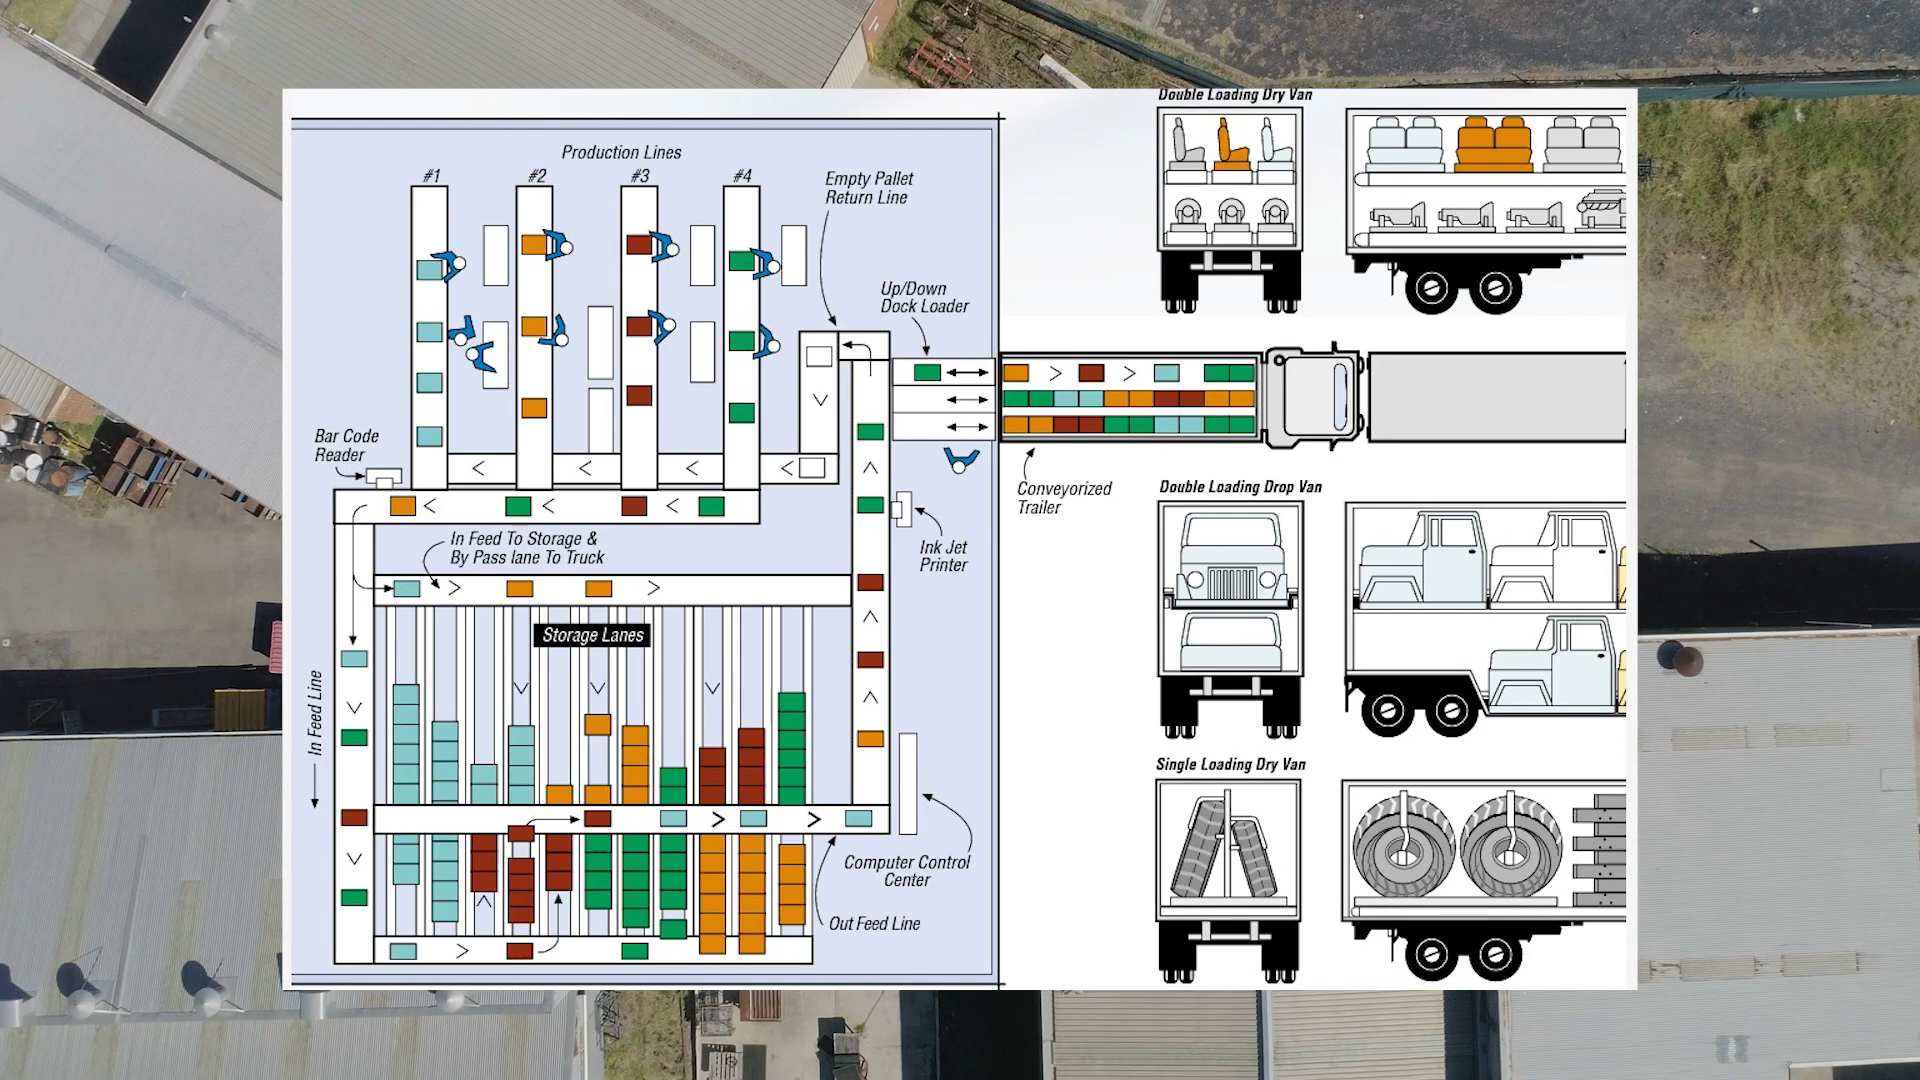 Double Loading Dry Van
Production Lines
#1
#2
#3
#4
Empty Pallet
Return Line
Up/Down
Dock Loader
Bar Code
Reader
Conveyorized
Trailer
Double Loading Drop Van
In Feed To Storage &
By Pass lane To Truck
Ink Jet
Printer
Storage Lanes
In Feed Line
Single Loading Dry Van
Computer Control
Center
Out Feed Line